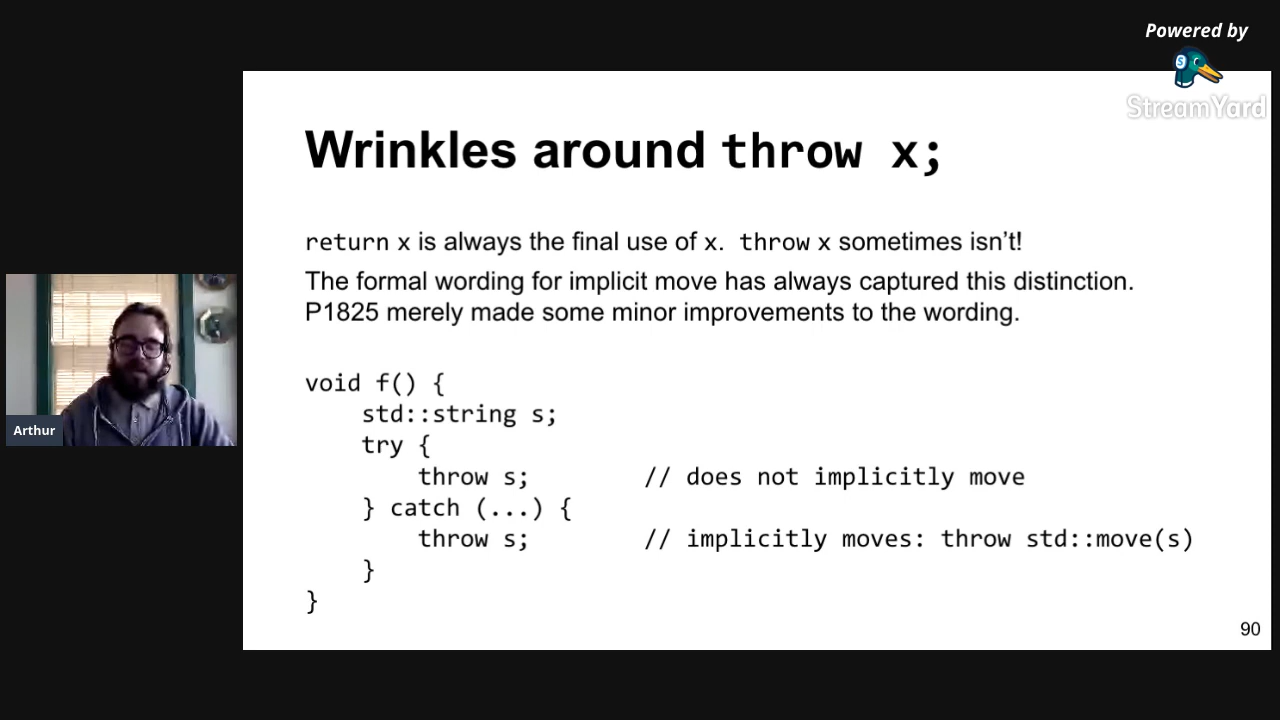 Powered by
StreamYard
Wrinkles around throw x;
return x is always the final use of x. throw x sometimes isn’t!
The formal wording for implicit move has always captured this distinction.
P1825 merely made some minor improvements to the wording.
void f() {
    std::string s;
    try {
        throw s;        // does not implicitly move
    } catch (...) {
        throw s;        // implicitly moves: throw std::move(s)
    }
}
Arthur
90